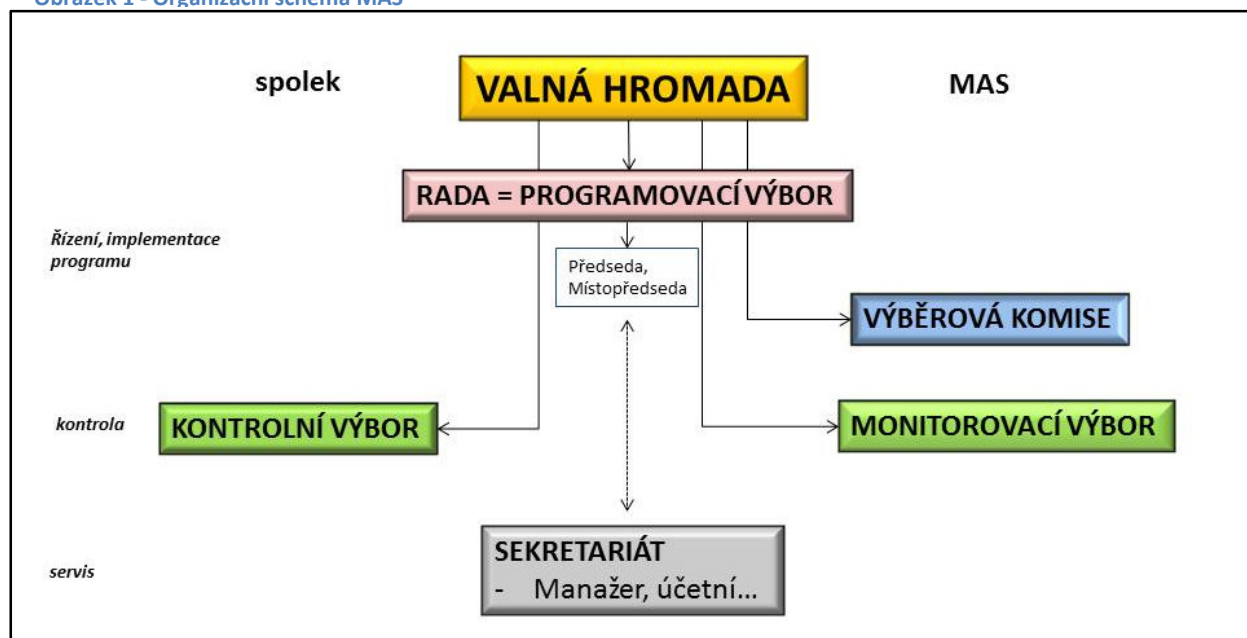 Obrázek 1 - Organizační schéma MAS
spolek
VALNÁ HROMADA
MAS
RADA = PROGRAMOVACÍ VÝBOR
Řízení, implementace
programu
Předseda,
Místopředseda
VÝBĚROVÁ KOMISE
kontrola
KONTROLNÍ VÝBOR
MONITOROVACÍ VÝBOR
SEKRETARIÁT
- Manažer, účetní...
servis